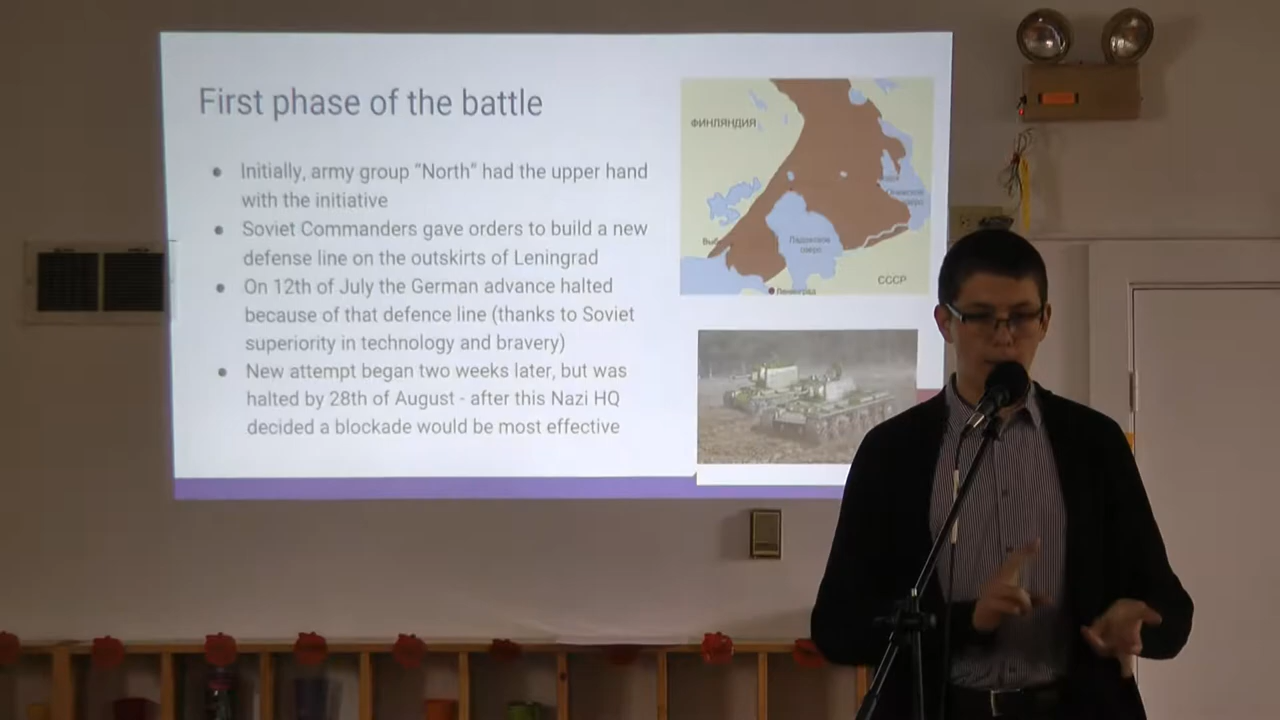 First phase of the battle
● Initially, army group "North" had the upper hand
with the initiative
● Soviet Commanders gave orders to build a new
defense line on the outskirts of Leningrad
● On 12th of July the German advance halted
because of that defence line (thanks to Soviet
superiority in technology and bravery)
● New attempt began two weeks later, but was
halted by 28th of August - after this Nazi HQ
decided a blockade would be most effective
ФИНЛЯНДИЯ
Ладожское
озеро
СССР
Ленинград